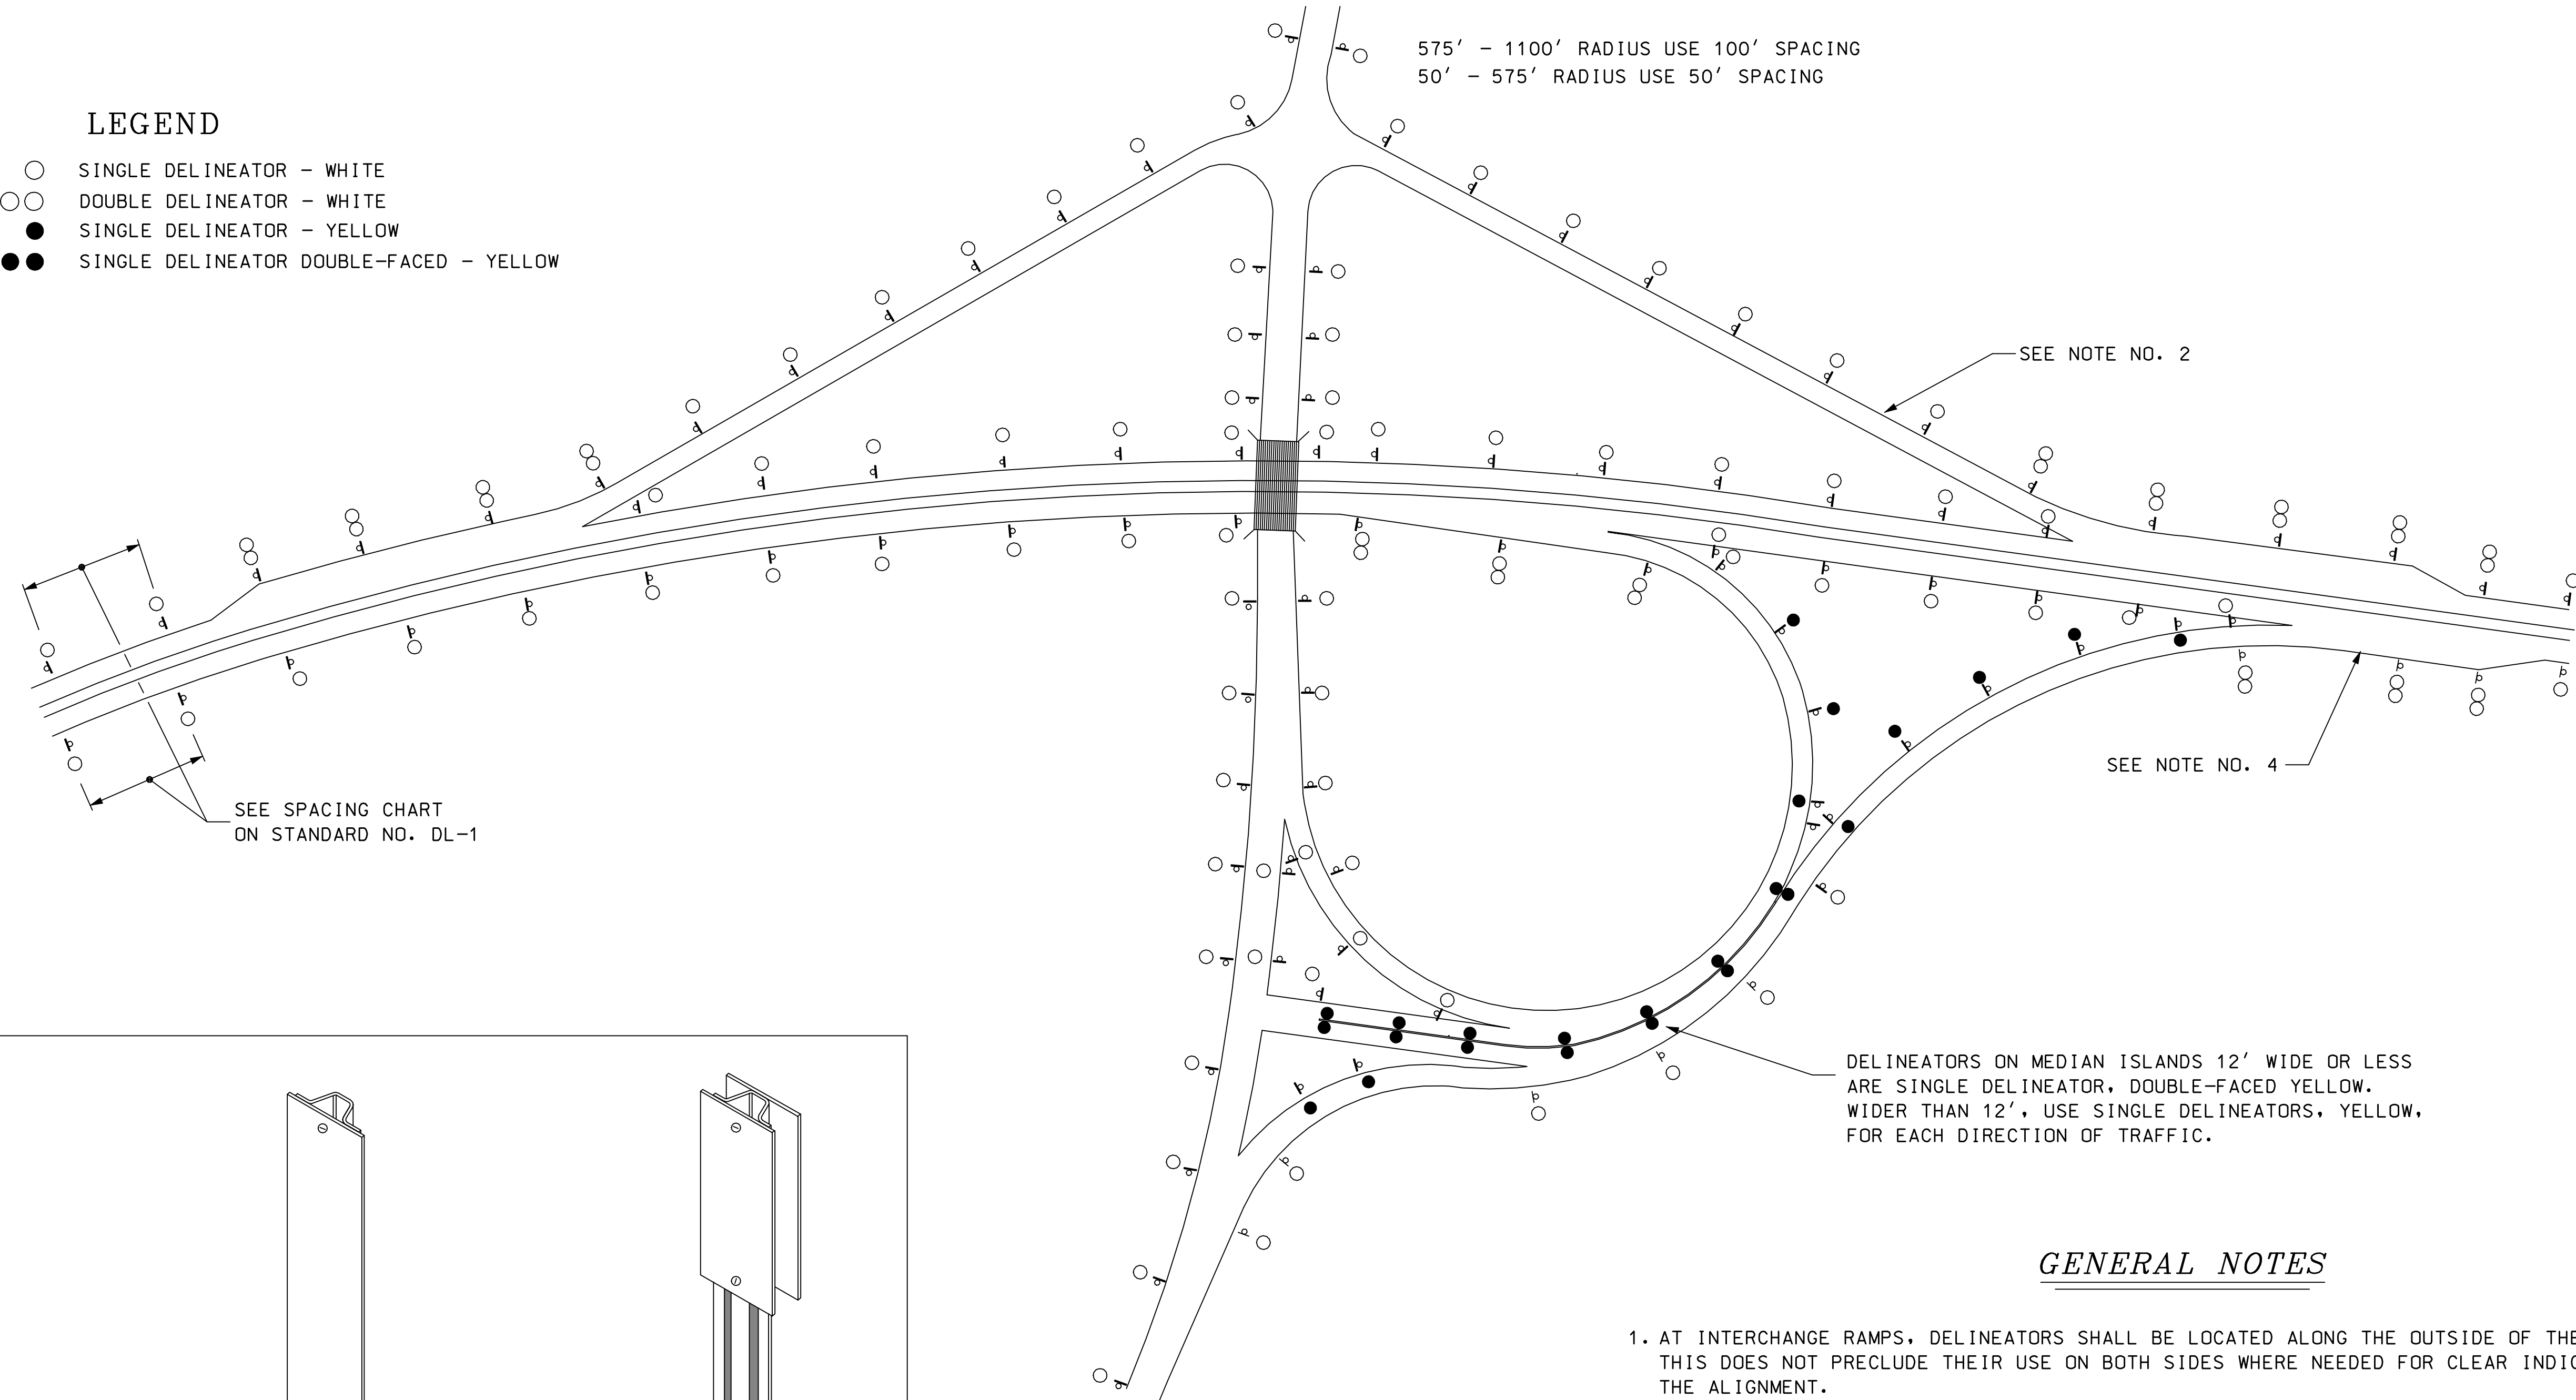 575' - 1100' RADIUS USE 100' SPACING
50' - 575' RADIUS USE 50' SPACING
LEGEND
SINGLE DELINEATOR - WHITE
DOUBLE DELINEATOR - WHITE
SINGLE DELINEATOR - YELLOW
SINGLE DELINEATOR DOUBLE-FACED - YELLOW
SEE NOTE NO. 2
SEE NOTE NO. 4
SEE SPACING CHART
ON STANDARD NO. DL-1
DELINEATORS ON MEDIAN ISLANDS 12' WIDE OR LESS
ARE SINGLE DELINEATOR, DOUBLE-FACED YELLOW.
WIDER THAN 12', USE SINGLE DELINEATORS, YELLOW,
FOR EACH DIRECTION OF TRAFFIC.
GENERAL NOTES
1. AT INTERCHANGE RAMPS, DELINEATORS SHALL BE LOCATED ALONG THE OUTSIDE OF THE
THIS DOES NOT PRECLUDE THEIR USE ON BOTH SIDES WHERE NEEDED FOR CLEAR
THE ALIGNMENT.